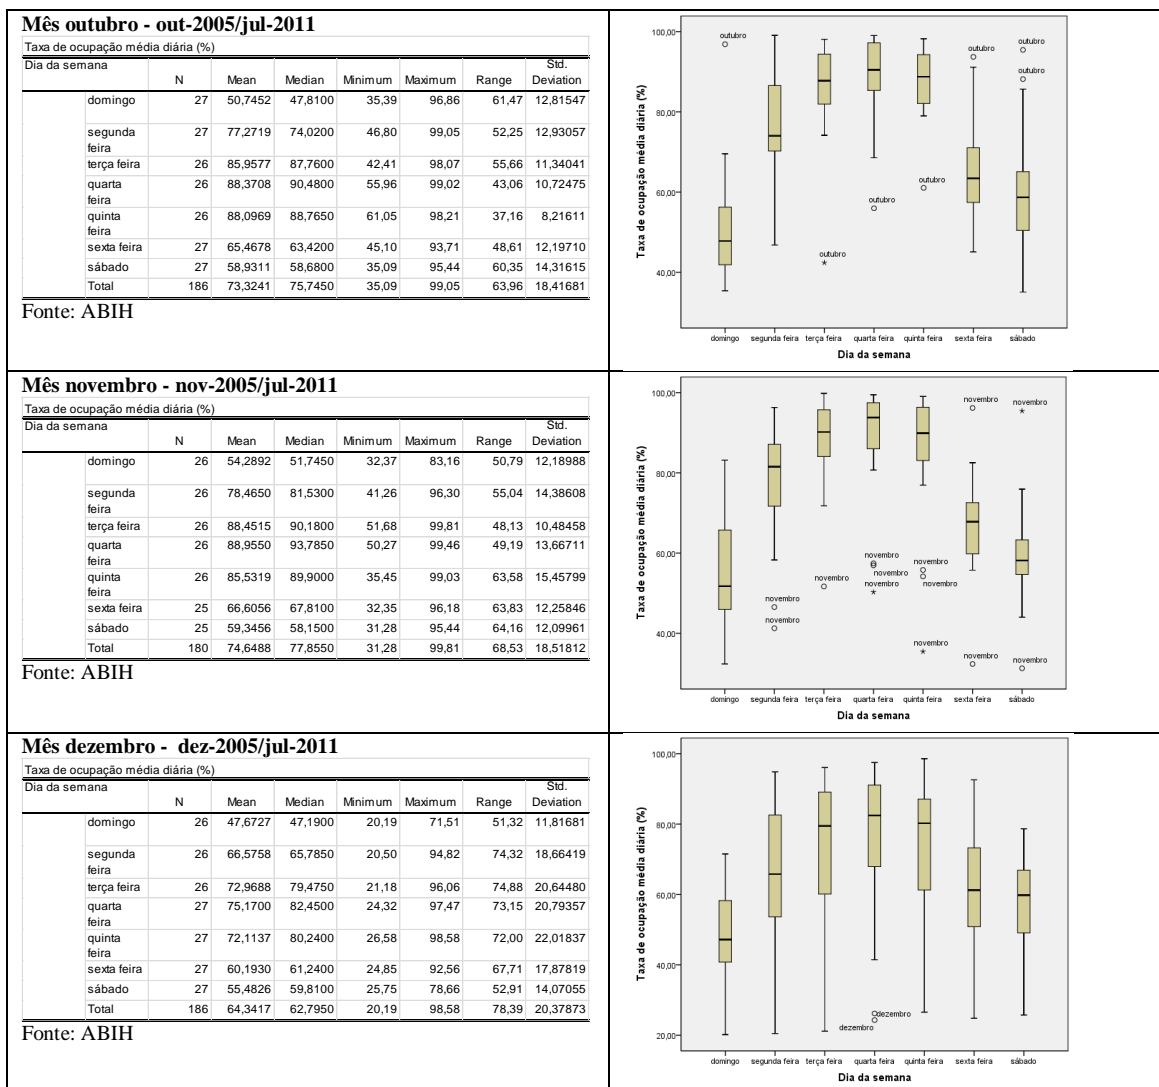 Mês outubro - out-2005/jul-2011
Taxa de ocupação média diária (%)
Dia da semana N Mean Median Minimum Maximum Range Std. Deviation
domingo 27 50,7452 47,8100 35,39 96,86 61,47 12,81547
segunda feira 27 77,2719 74,0200 46,80 99,05 52,25 12,93057
terça feira 26 85,9577 87,7600 42,41 98,07 55,66 11,34041
quarta feira 26 88,3708 90,4800 55,96 99,02 43,06 10,72475
quinta feira 26 88,0969 88,7650 61,05 98,21 37,16 8,21611
sexta feira 27 65,4678 63,4200 45,10 93,71 48,61 12,19710
sábado 27 58,9311 58,6800 35,09 95,44 60,35 14,31615
Total 186 73,3241 75,7450 35,09 99,05 63,96 18,41681
Fonte: ABIH
Taxa de ocupação média diária (%)
100,00
80,00
60,00
40,00
outubro
outubro
outubro
outubro
outubro
outubro
outubro
domingo segunda feira terça feira quarta feira quinta feira sexta feira sábado
Dia da semana
Mês novembro - nov-2005/jul-2011
Taxa de ocupação média diária (%)
Dia da semana N Mean Median Minimum Maximum Range Std. Deviation
domingo 26 54,2892 51,7450 32,37 83,16 50,79 12,18988
segunda feira 26 78,4650 81,5300 41,26 96,30 55,04 14,38608
terça feira 26 88,4515 90,1800 51,68 99,81 48,13 10,48458
quarta feira 26 88,9550 93,7850 50,27 99,46 49,19 13,66711
quinta feira 26 85,5319 89,9000 35,45 99,03 63,58 15,45799
sexta feira 25 66,6056 67,8100 32,35 96,18 63,83 12,25846
sábado 25 59,3456 58,1500 31,28 95,44 64,16 12,09961
Total 180 74,6488 77,8550 31,28 99,81 68,53 18,51812
Fonte: ABIH
Taxa de ocupação média diária (%)
100,00
80,00
60,00
40,00
novembro
novembro
novembro
novembro
novembro
novembro
novembro
novembro
novembro
novembro
novembro
novembro
novembro
domingo segunda feira terça feira quarta feira quinta feira sexta feira sábado
Dia da semana
Mês dezembro - dez-2005/jul-2011
Taxa de ocupação média diária (%)
Dia da semana N Mean Median Minimum Maximum Range Std. Deviation
domingo 26 47,6727 47,1900 20,19 71,51 51,32 11,81681
segunda feira 26 66,5758 65,7850 20,50 94,82 74,32 18,66419
terça feira 26 72,9688 79,4750 21,18 96,06 74,88 20,64480
quarta feira 27 75,1700 82,4500 24,32 97,47 73,15 20,79357
quinta feira 27 72,1137 80,2400 26,58 98,58 72,00 22,01837
sexta feira 27 60,1930 61,2400 24,85 92,56 67,71 17,87819
sábado 27 55,4826 59,8100 25,75 78,66 52,91 14,07055
Total 186 64,3417 62,7950 20,19 98,58 78,39 20,37873
Fonte: ABIH
Taxa de ocupação média diária (%)
100,00
80,00
60,00
40,00
20,00
dezembro
dezembro
domingo segunda feira terça feira quarta feira quinta feira sexta feira sábado
Dia da semana